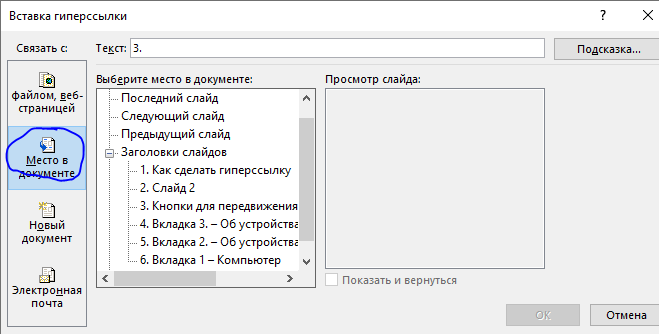 Вставка гиперссылки
?
Связать с:
Текст:
3.
Подсказка...
файлом, веб-
страницей
Место в
документе
Новый
документ
Электронная
почта
Выберите место в документе:
Последний слайд
Следующий слайд
Предыдущий слайд
Заголовки слайдов
1. Как сделать гиперссылку
2. Слайд 2
3. Кнопки для передвижения
4. Вкладка 3. – Об устройства
5. Вкладка 2. – Об устройства
6. Вкладка 1 – Компьютер
Просмотр слайда:
Показать и вернуться
ОК
Отмена